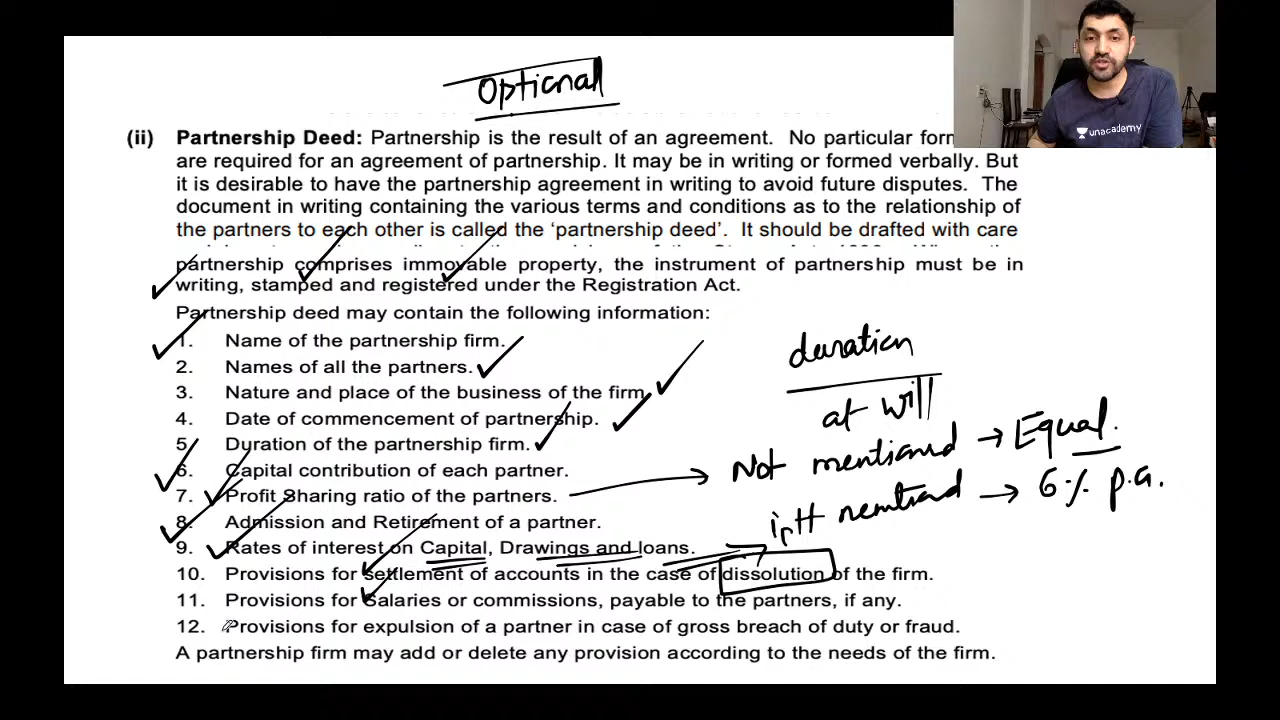 Optional
unacademy
(ii) Partnership Deed: Partnership is the result of an agreement. No particular
are required for an agreement of partnership. It may be in writing or formed verbally. But
it is desirable to have the partnership agreement in writing to avoid future disputes. The
document in writing containing the various terms and conditions as to the relationship of
the partners to each other is called the ‘partnership deed’. It should be drafted with care
partnership comprises immovable property, the instrument of partnership must be in
writing, stamped and registered under the Registration Act.
Partnership deed may contain the following information:
1. Name of the partnership firm.
2. Names of all the partners.
3. Nature and place of the business of the firm
4. Date of commencement of partnership.
5 Duration of the partnership firm.
6. Capital contribution of each partner.
7. Profit Sharing ratio of the partners.
8. Admission and Retirement of a partner.
9. Rates of interest on Capital, Drawings and loans.
10. Provisions for settlement of accounts in the case of dissolution of the firm.
11. Provisions for Salaries or commissions, payable to the partners, if any.
12. Provisions for expulsion of a partner in case of gross breach of duty or fraud.
A partnership firm may add or delete any provision according to the needs of the firm.
duration
at will
Not mentioned → Equal.
→ 6% p.a.